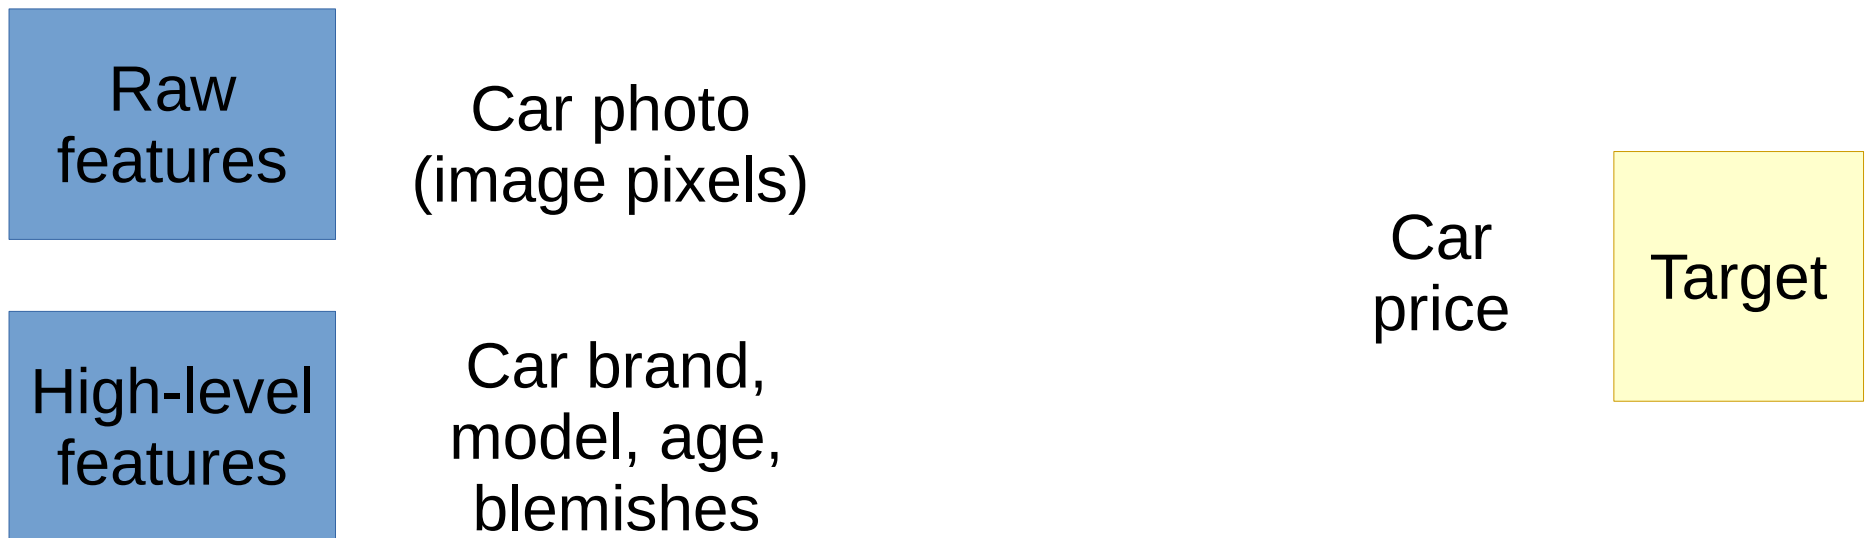 Raw
features
Car photo
(image pixels)
Car
price
Target
High-level
features
Car brand,
model, age,
blemishes